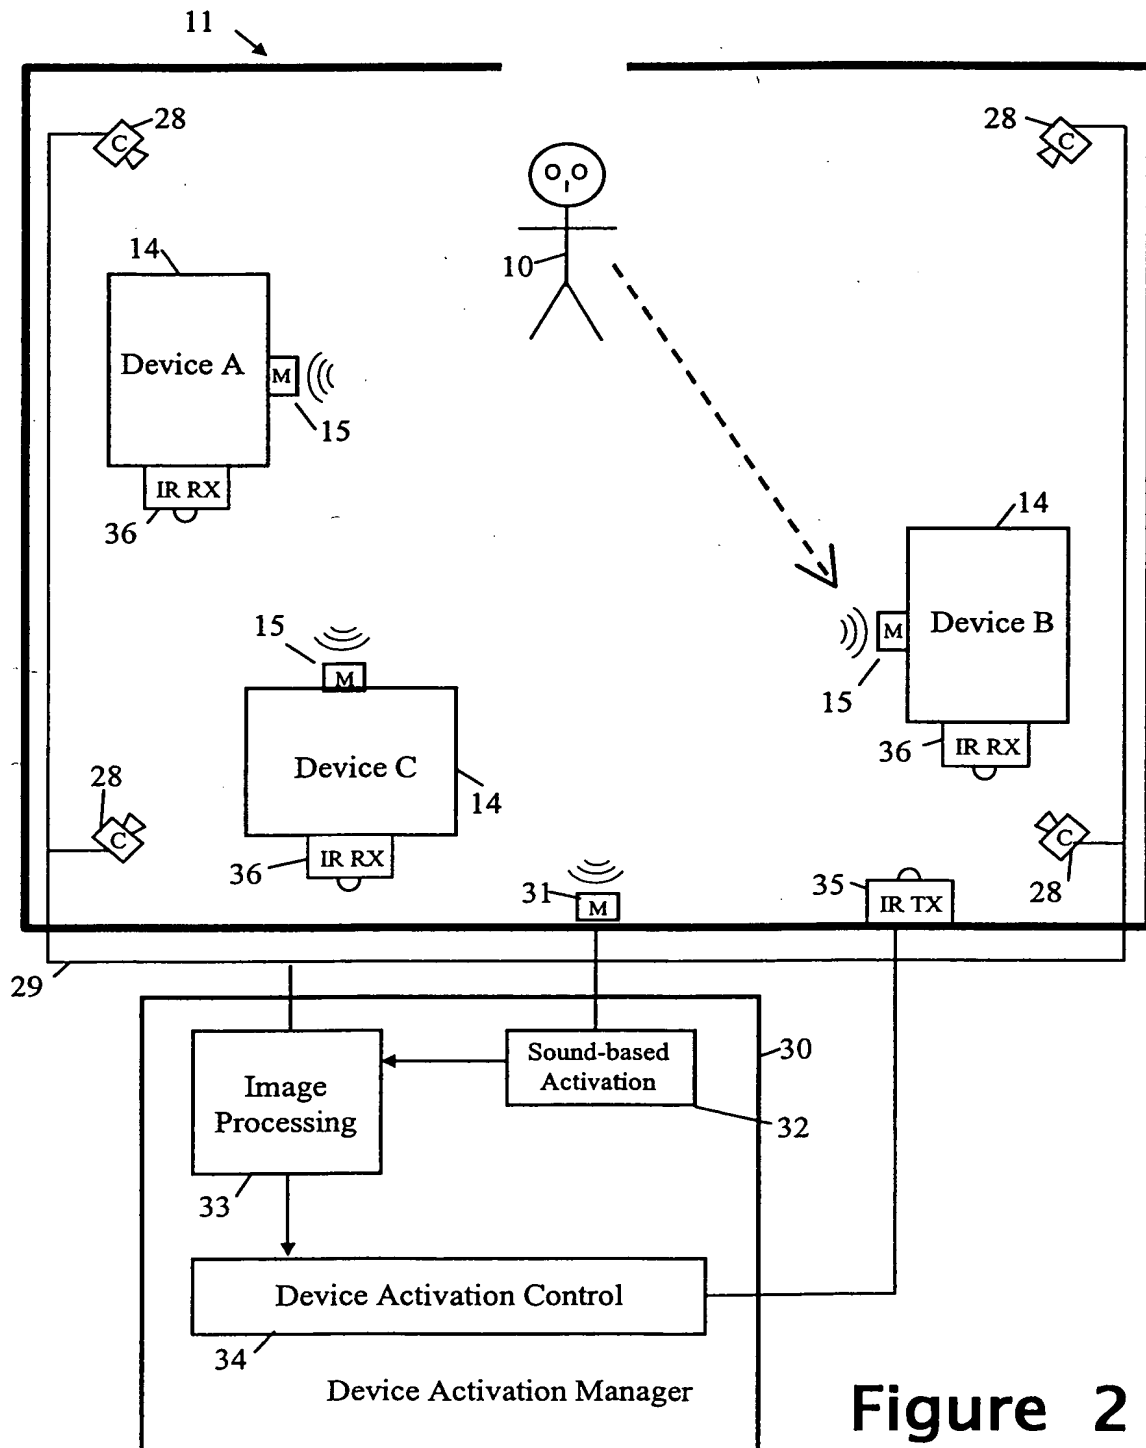 11
28
C
28
C
14
10
Device A
M
15
IR RX
36
14
15
M
Device B
M
15
36
IR RX
Device C
14
28
C
C
28
36
IR RX
31
M
35
IR TX
29
30
Image
Processing
Sound-based
Activation
32
33
Device Activation Control
34
Device Activation Manager
Figure 2